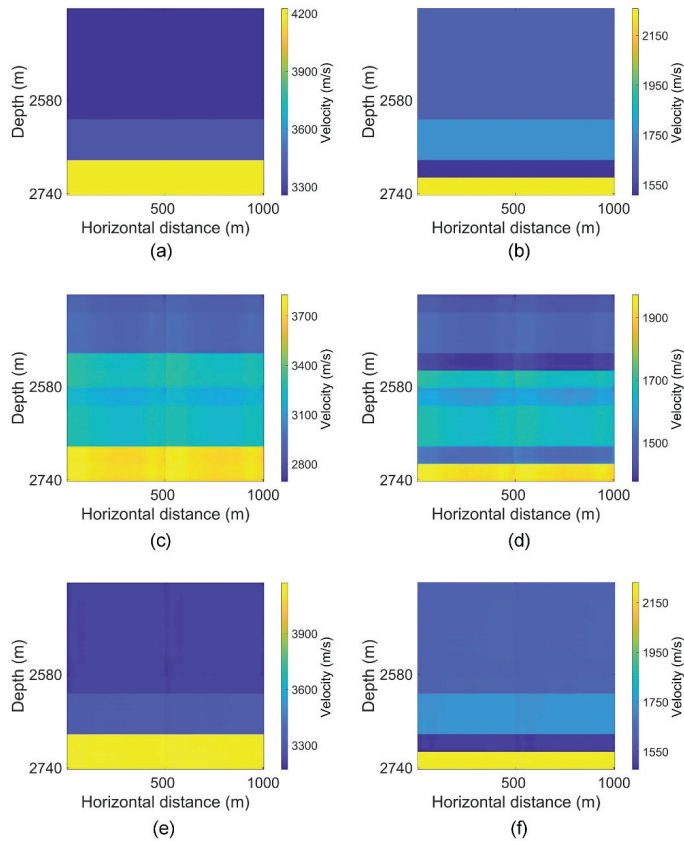 4200
3900
3600
3300
Velocity (m/s)
Depth (m)
2580
2740
500
1000
Horizontal distance (m)
(a)
2150
1950
1750
1550
Velocity (m/s)
Depth (m)
2580
2740
500
1000
Horizontal distance (m)
(b)
3700
3400
3100
2800
Velocity (m/s)
Depth (m)
2580
2740
500
1000
Horizontal distance (m)
(c)
1900
1700
1500
Velocity (m/s)
Depth (m)
2580
2740
500
1000
Horizontal distance (m)
(d)
3900
3600
3300
Velocity (m/s)
Depth (m)
2580
2740
500
1000
Horizontal distance (m)
(e)
2150
1950
1750
1550
Velocity (m/s)
Depth (m)
2580
2740
500
1000
Horizontal distance (m)
(f)